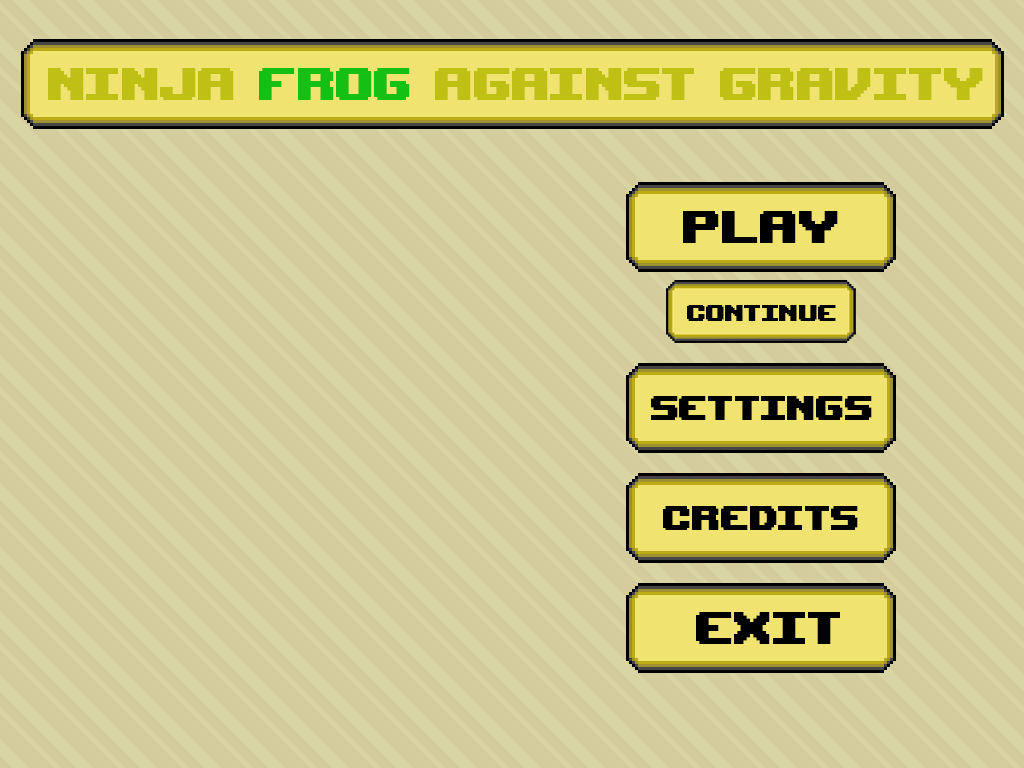 NINJA FROG AGAINST GRAVITY
PLAY
CONTINUE
SETTINGS
CREDITS
EXIT